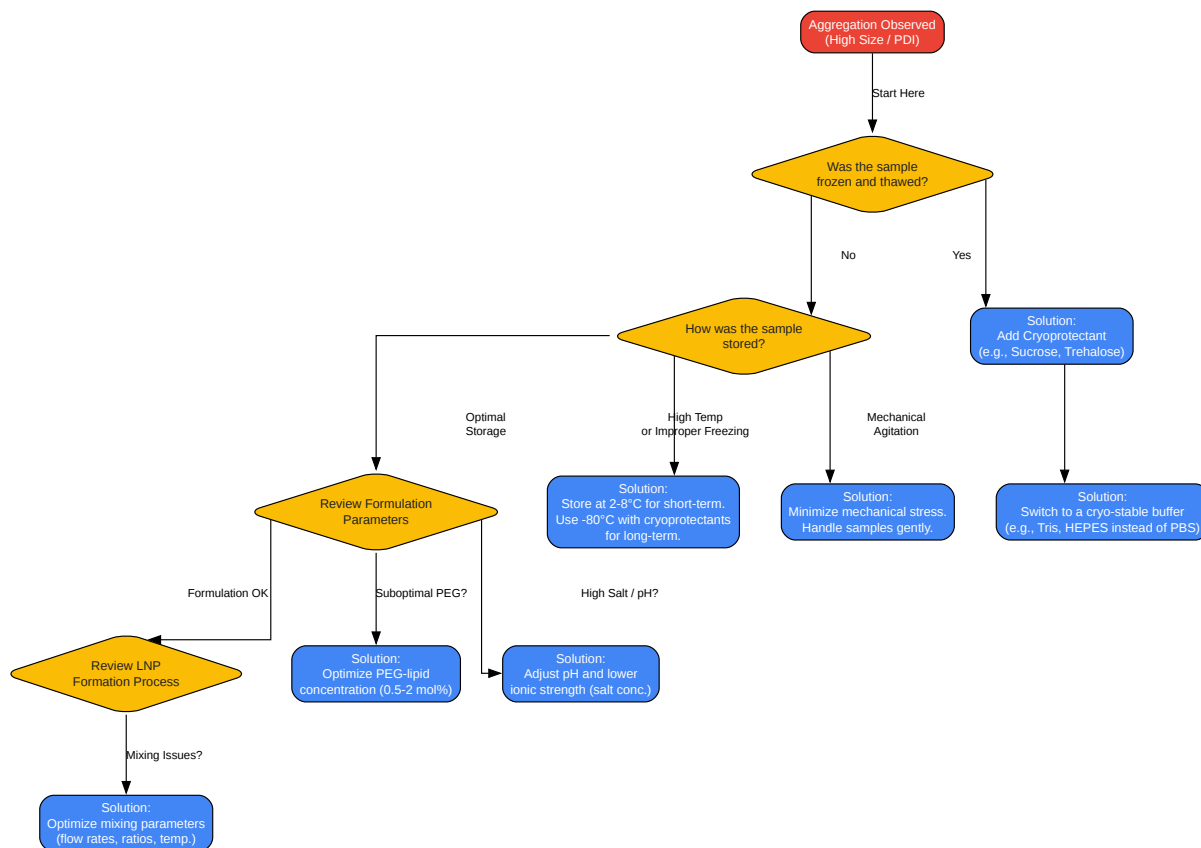 Aggregation Observed
(High Size / PDI)
Start Here
Was the sample
frozen and thawed?
No
Yes
How was the sample
stored?
Solution:
Add Cryoprotectant
(e.g., Sucrose, Trehalose)
Optimal
Storage
High Temp
or Improper Freezing
Mechanical
Agitation
Review Formulation
Parameters
Solution:
Store at 2-8°C for short-term.
Use -80°C with cryoprotectants
for long-term.
Solution:
Minimize mechanical stress.
Handle samples gently.
Solution:
Switch to a cryo-stable buffer
(e.g., Tris, HEPES instead of PBS)
Formulation OK
Suboptimal PEG?
High Salt / pH?
Review LNP
Formation Process
Solution:
Optimize PEG-lipid
concentration (0.5-2 mol%)
Solution:
Adjust pH and lower
ionic strength (salt conc.)
Mixing Issues?
Solution:
Optimize mixing parameters
(flow rates, ratios, temp.)